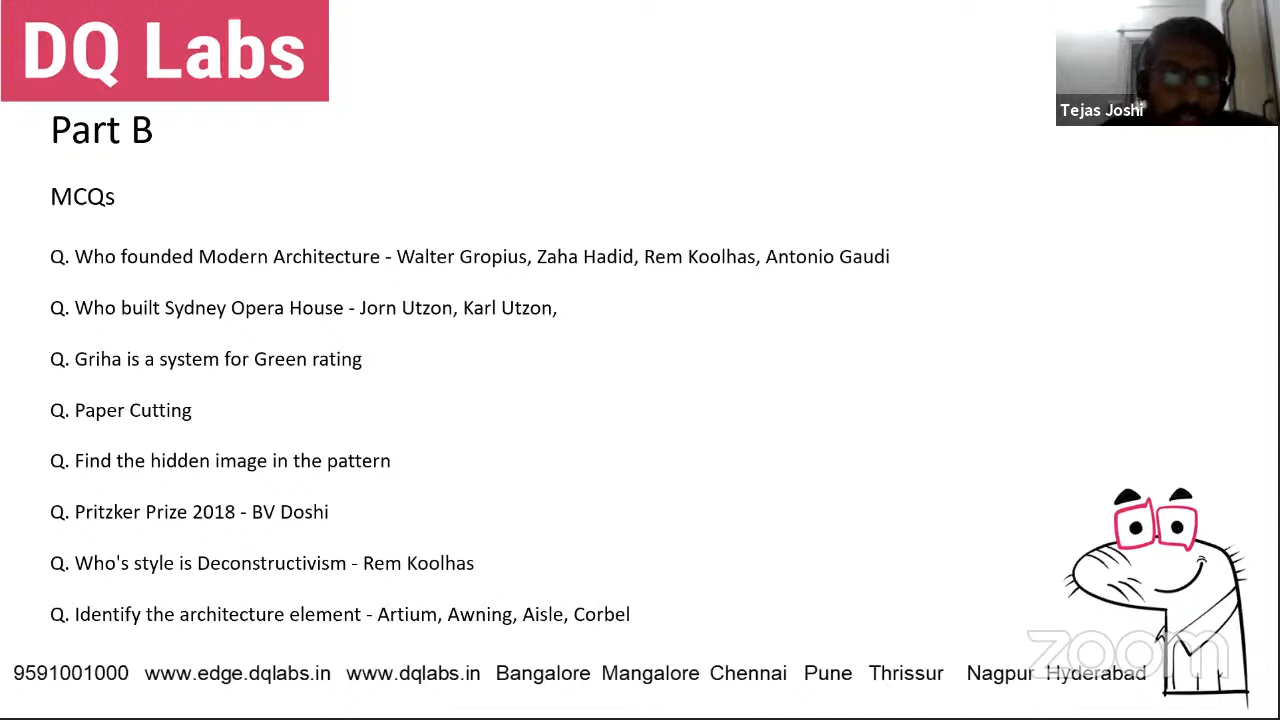 DQ Labs
Tejas Joshi
Part B
MCQs
Q. Who founded Modern Architecture - Walter Gropius, Zaha Hadid, Rem Koolhas, Antonio Gaudi
Q. Who built Sydney Opera House - Jorn Utzon, Karl Utzon,
Q. Griha is a system for Green rating
Q. Paper Cutting
Q. Find the hidden image in the pattern
Q. Pritzker Prize 2018 - BV Doshi
Q. Who's style is Deconstructivism - Rem Koolhas
Q. Identify the architecture element - Artium, Awning, Aisle, Corbel
zoom
9591001000 www.edge.dqlabs.in www.dqlabs.in Bangalore Mangalore Chennai Pune Thrissur Nagpur Hyderabad